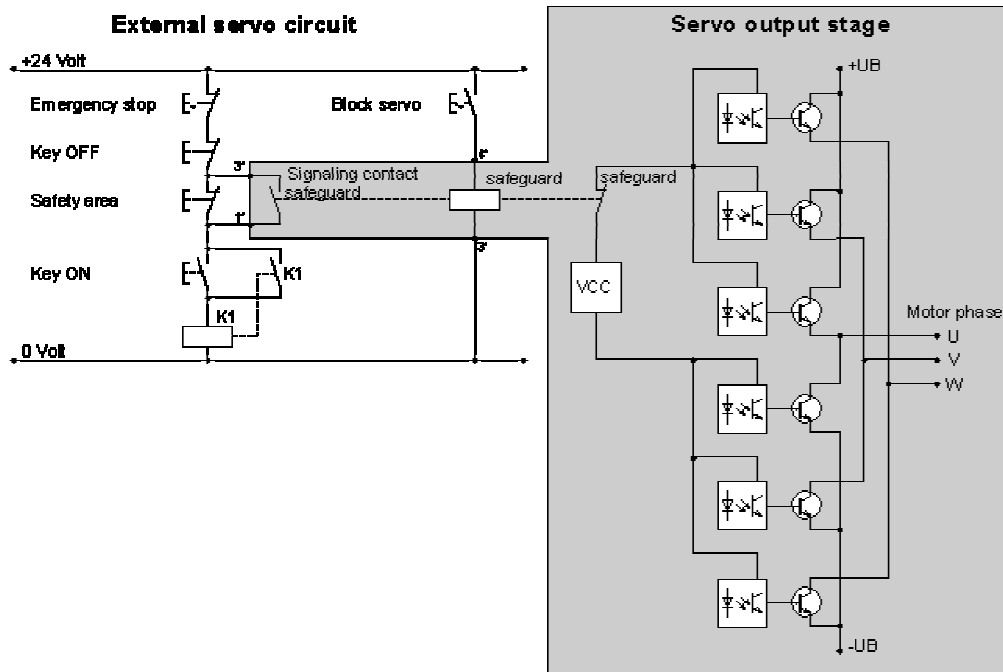 External servo circuit
Servo output stage
+24 Volt
+UB
Emergency stop
Block servo
Key OFF
3'
4'
Signaling contact
safeguard
safeguard
safeguard
Safety area
1'
3'
Key ON
K1
VCC
K1
Motor phase
U
0 Volt
V
W
-UB